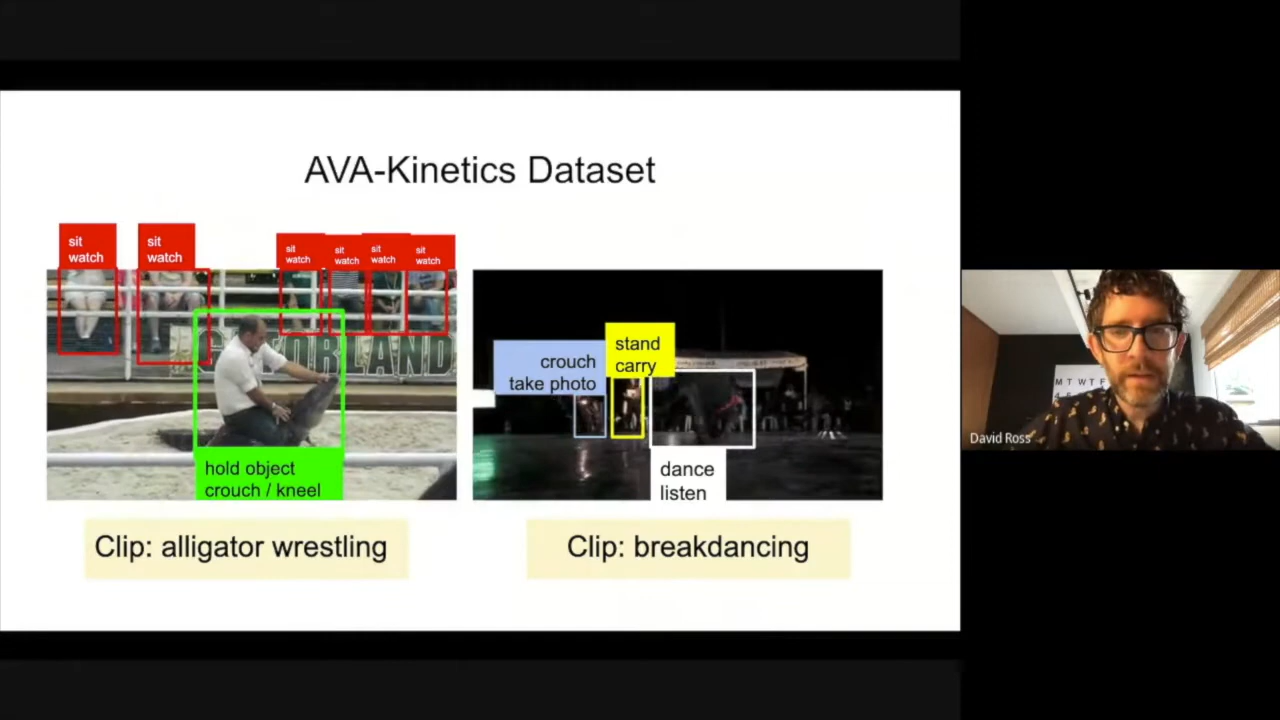 AVA-Kinetics Dataset
sit
watch
sit
watch
sit
watch
sit
watch
sit
watch
sit
watch
hold object
crouch / kneel
Clip: alligator wrestling
crouch
take photo
stand
carry
dance
listen
Clip: breakdancing
M T W T F
David Ross